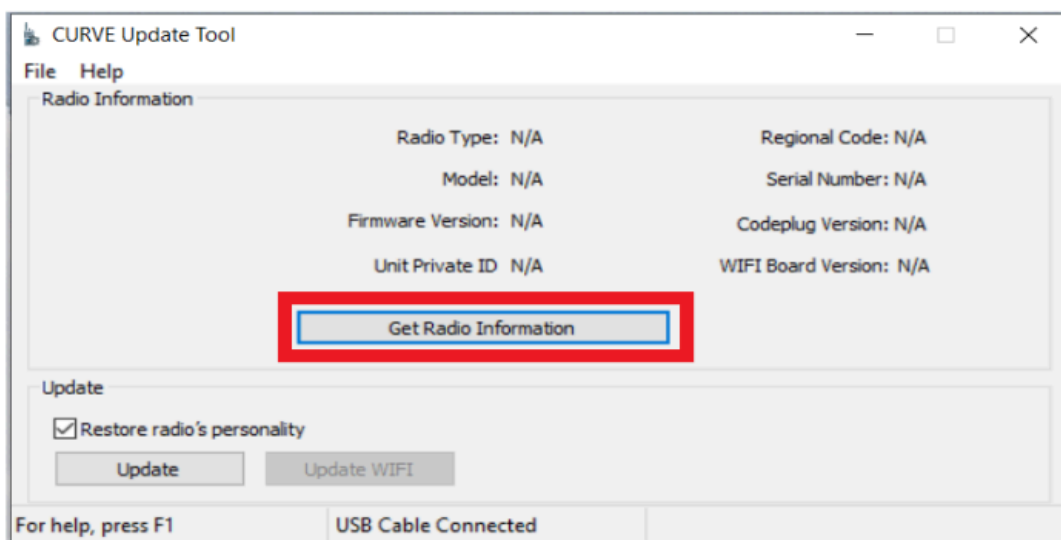 CURVE Update Tool
File Help
Radio Information
Radio Type: N/A Regional Code: N/A
Model: N/A Serial Number: N/A
Firmware Version: N/A Codeplug Version: N/A
Unit Private ID N/A WIFI Board Version: N/A
Get Radio Information
Update
Restore radio's personality
Update Update WIFI
For help, press F1 USB Cable Connected